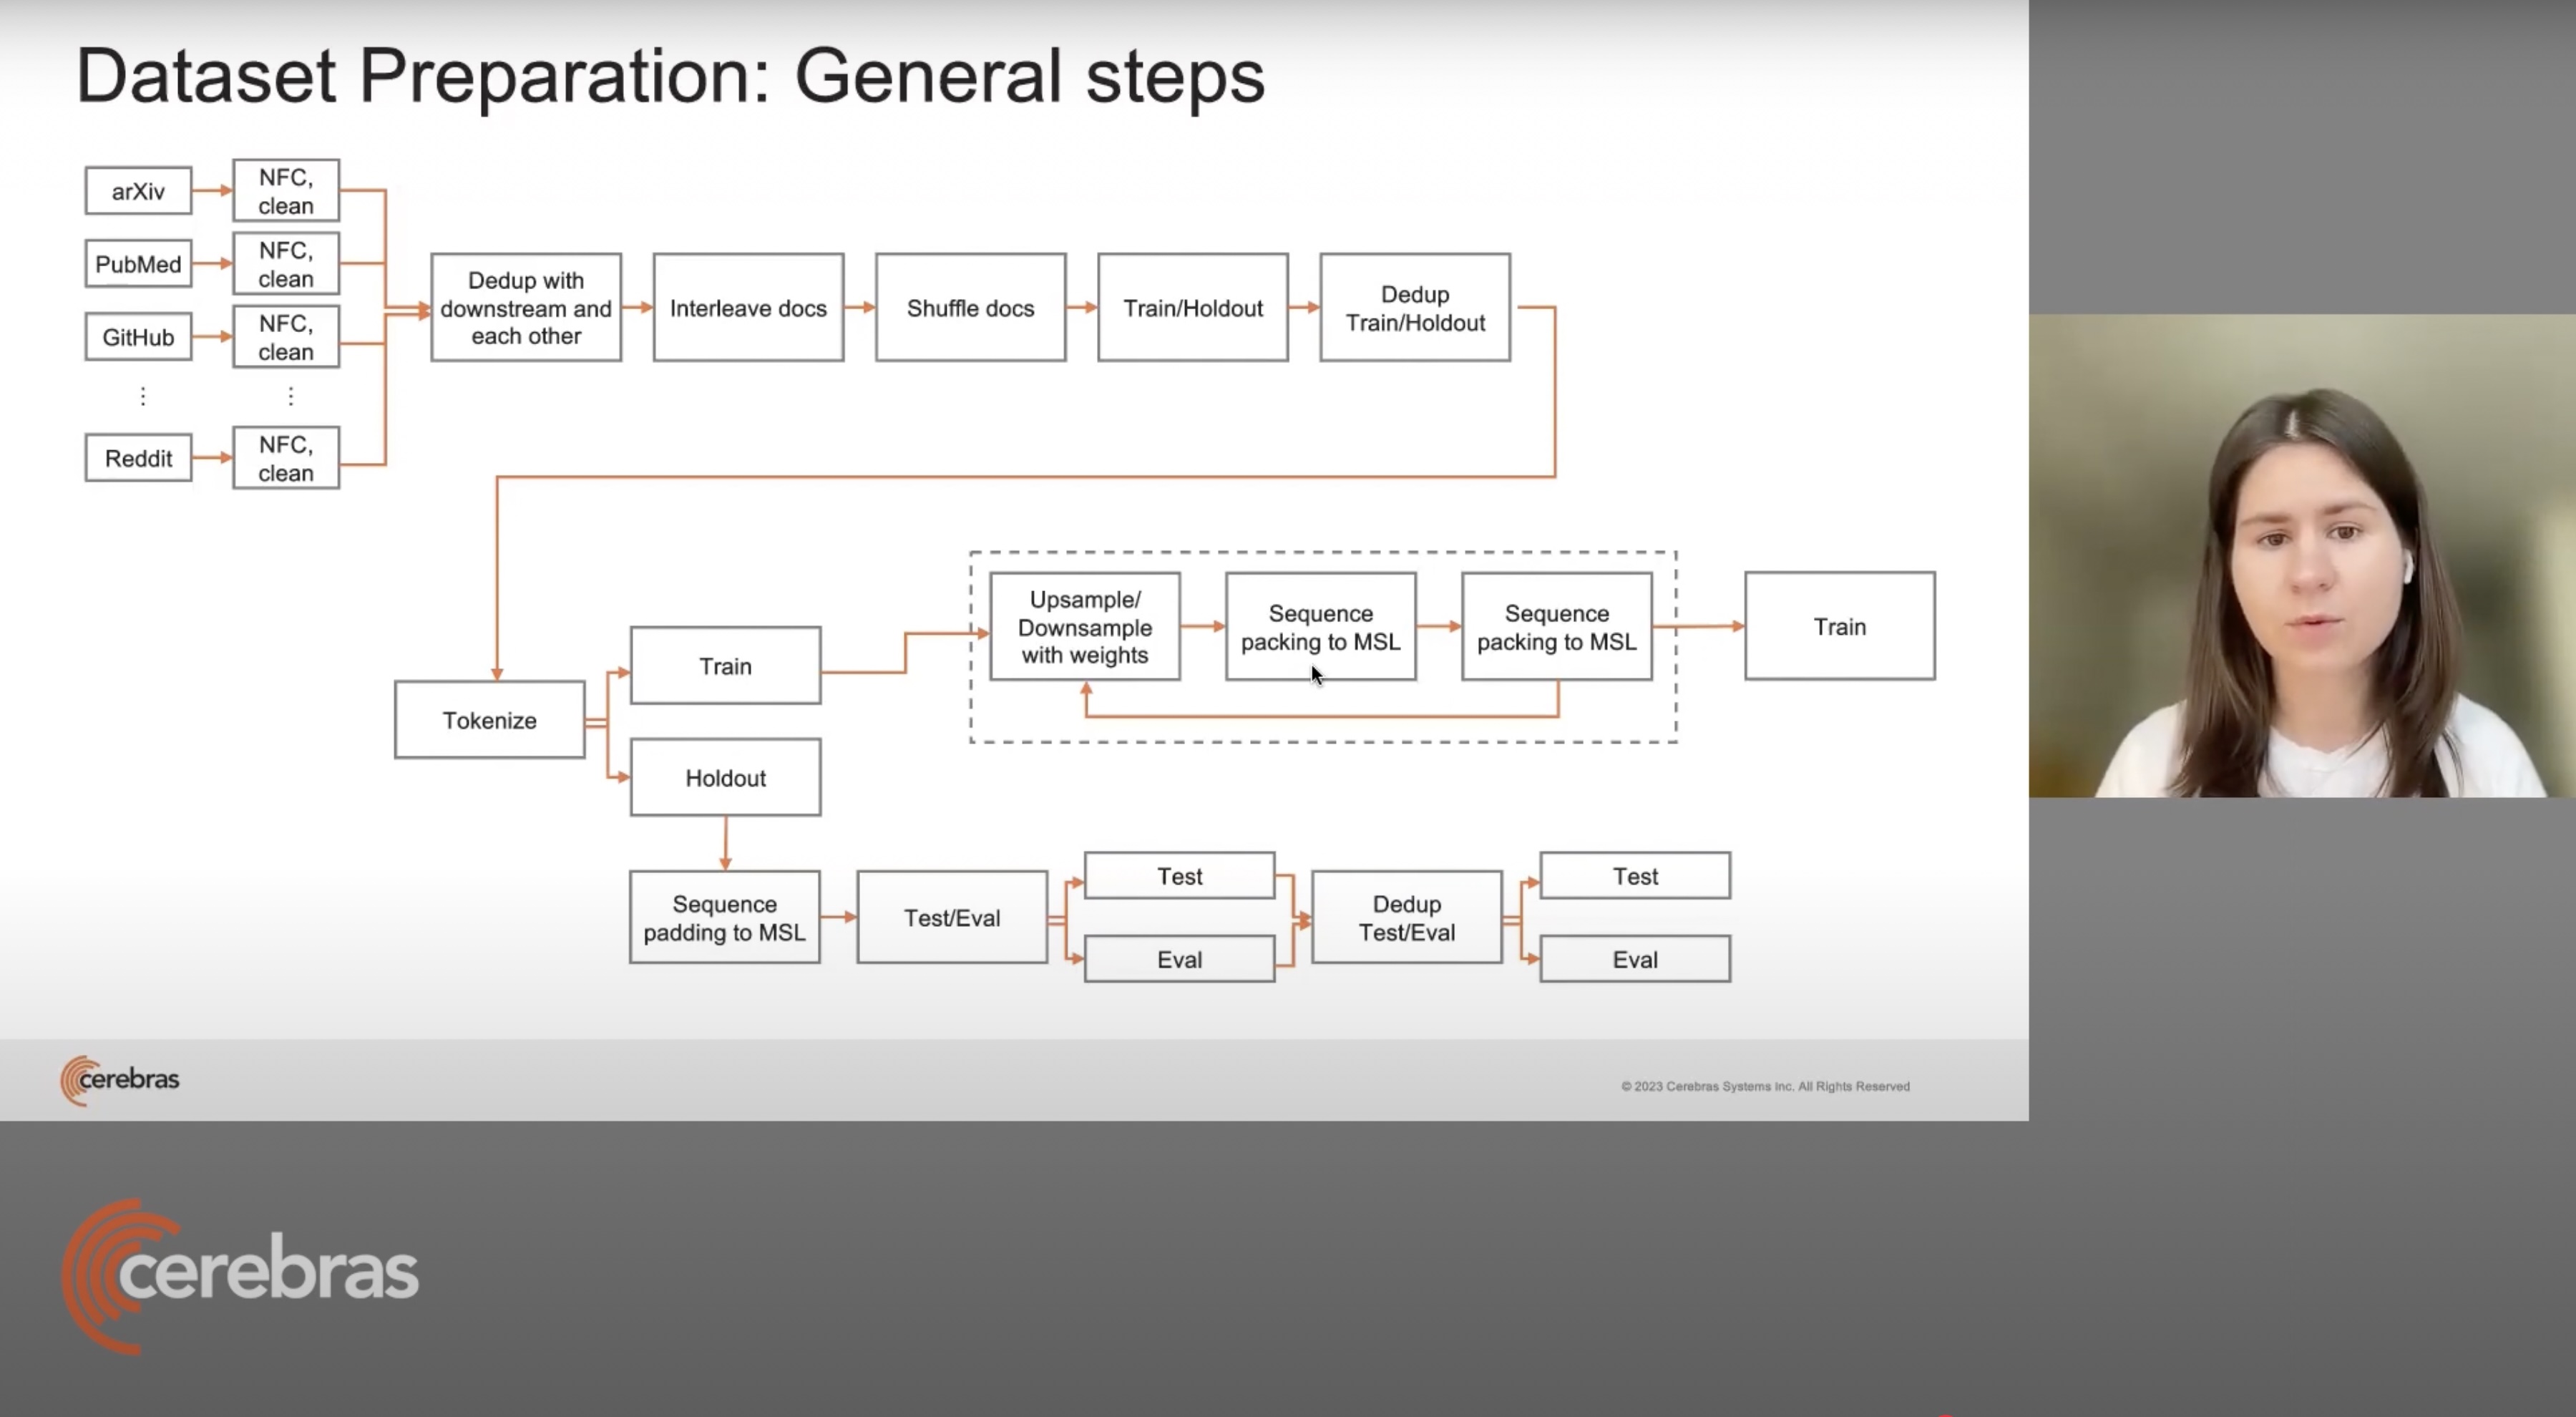 Dataset Preparation: General steps
arXiv
NFC,
clean
PubMed
NFC,
clean
GitHub
NFC,
clean
⋮
⋮
Reddit
NFC,
clean
Dedup with
downstream and
each other
Interleave docs
Shuffle docs
Train/Holdout
Dedup
Train/Holdout
Tokenize
Train
Holdout
Upsample/
Downsample
with weights
Sequence
packing to MSL
Sequence
packing to MSL
Train
Sequence
padding to MSL
Test/Eval
Test
Eval
Dedup
Test/Eval
Test
Eval
cerebras
© 2023 Cerebras Systems Inc. All Rights Reserved
cerebras